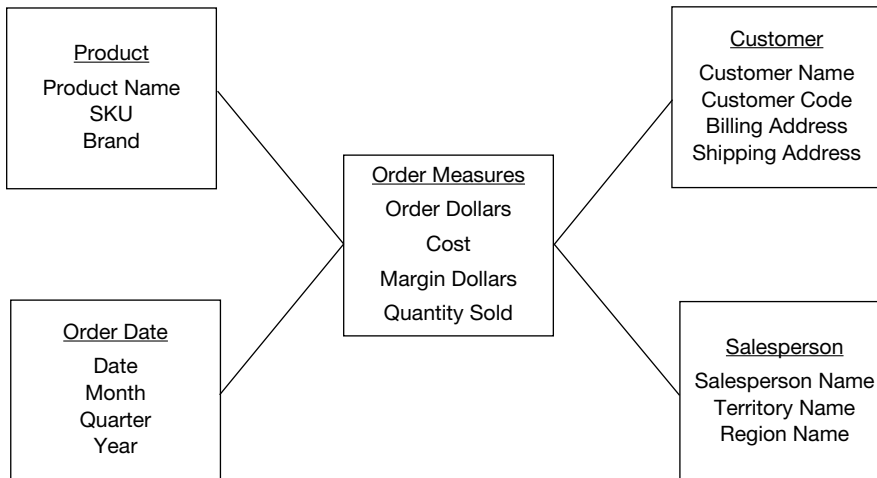 Product
Product Name
SKU
Brand
Customer
Customer Name
Customer Code
Billing Address
Shipping Address
Order Measures
Order Dollars
Cost
Margin Dollars
Quantity Sold
Order Date
Date
Month
Quarter
Year
Salesperson
Salesperson Name
Territory Name
Region Name